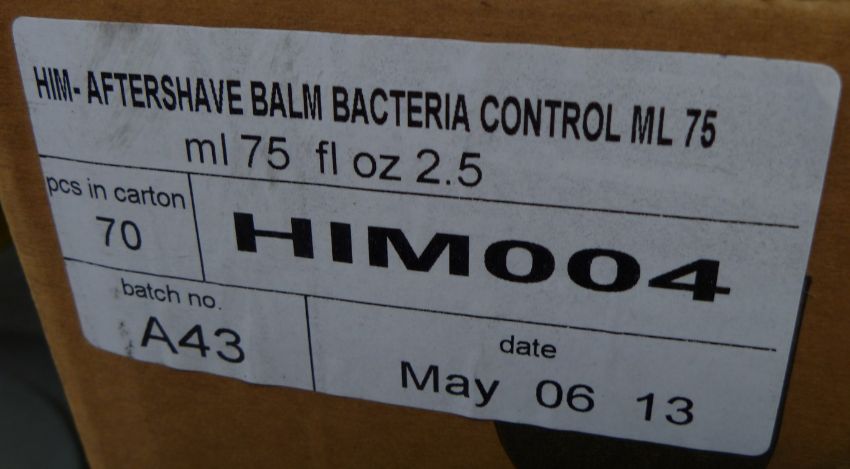 HIM- AFTERSHAVE BALM BACTERIA CONTROL ML 75
ml 75 fl oz 2.5
pcs in carton
70
HIM004
batch no.
A43
date
May 06 13